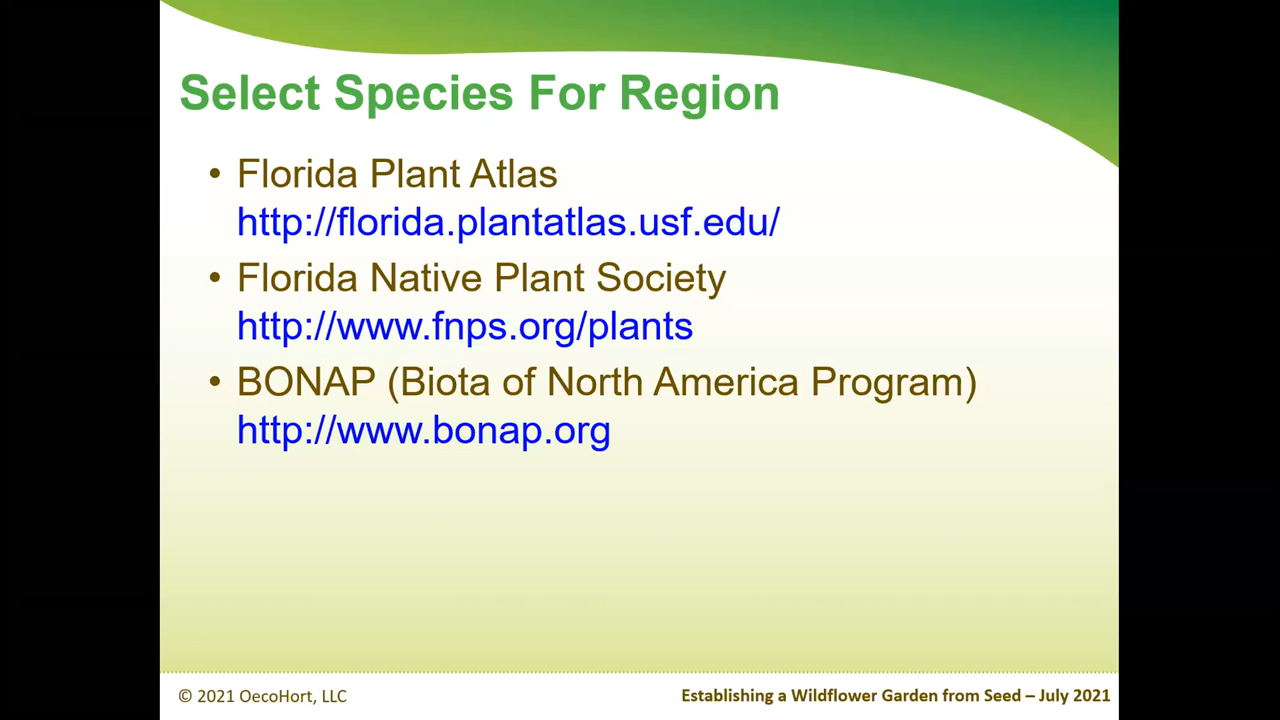 Select Species For Region
• Florida Plant Atlas
http://florida.plantatlas.usf.edu/
• Florida Native Plant Society
http://www.fnps.org/plants
• BONAP (Biota of North America Program)
http://www.bonap.org
© 2021 OecoHort, LLC
Establishing a Wildflower Garden from Seed – July 2021